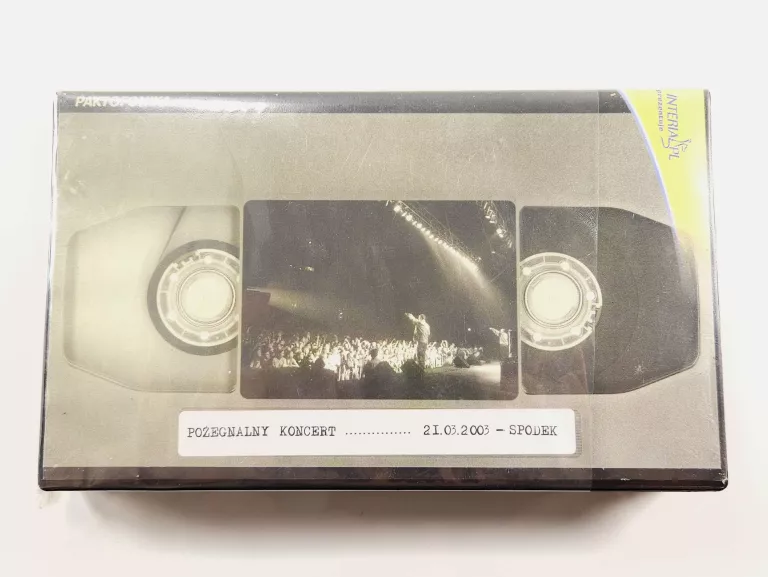 PAKTOFONIKA
INTERIA.PL
prezentuje
POŻEGNALNY KONCERT ............... 21.03.2003 – SPODEK